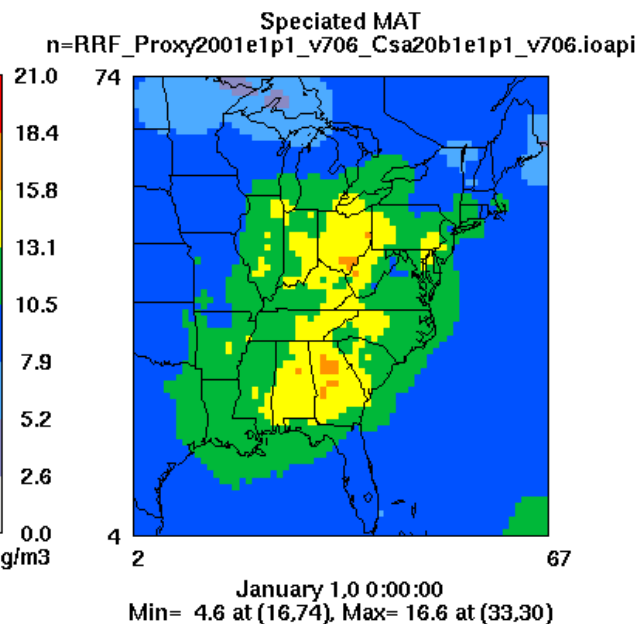 Speciated MAT
n=RRF_Proxy2001e1p1_v706_Csa20b1e1p1_v706.ioapi
21.0
18.4
15.8
13.1
10.5
7.9
5.2
2.6
0.0
g/m3
74
4
2
67
January 1,0 0:00:00
Min= 4.6 at (16,74), Max= 16.6 at (33,30)